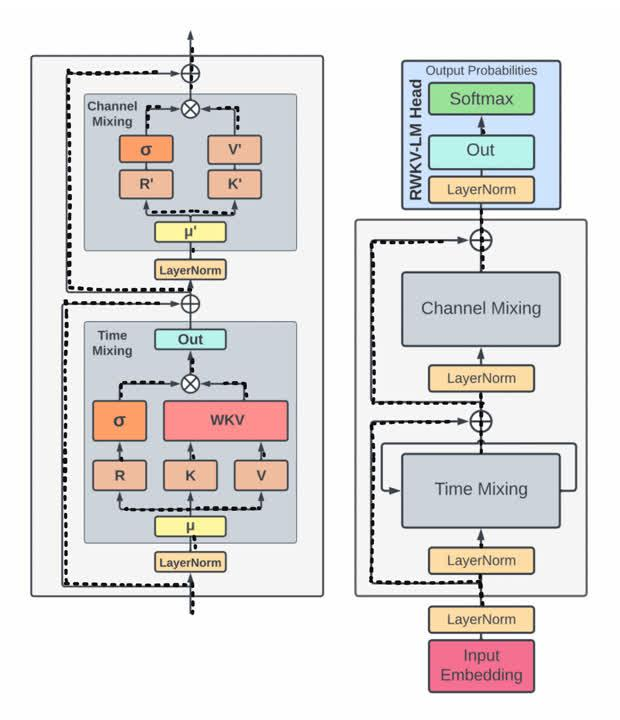 Channel
Mixing
σ
V'
R'
K'
μ'
LayerNorm
Time
Mixing
Out
σ
WKV
R
K
V
μ
LayerNorm
RWKV-LM Head
Output Probabilities
Softmax
Out
LayerNorm
Channel Mixing
LayerNorm
Time Mixing
LayerNorm
LayerNorm
Input
Embedding